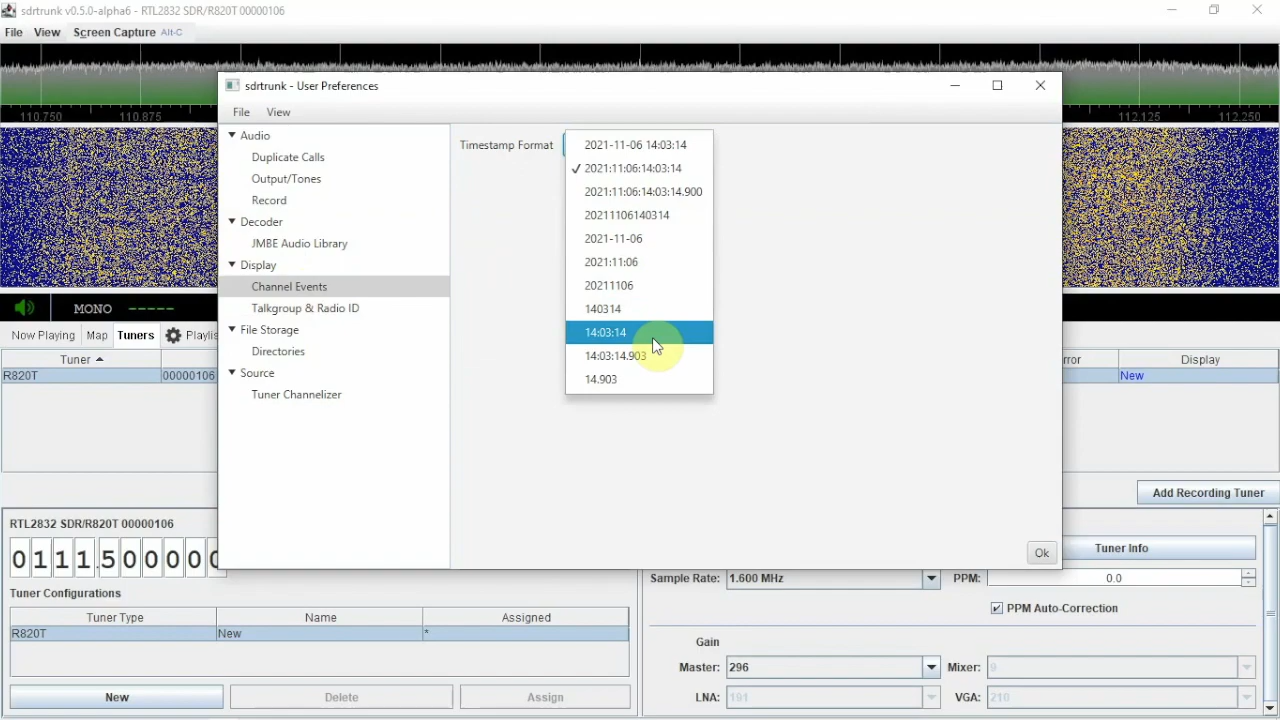 sdrtrunk v0.5.0-alpha6 - RTL2832 SDR/R820T 00000106
File View Screen Capture Alt-C
110.750 110.875 112.125 112.250
sdrtrunk - User Preferences
File View
Audio
Duplicate Calls
Output/Tones
Record
Decoder
JMBE Audio Library
Display
Channel Events
Talkgroup & Radio ID
File Storage
Directories
Source
Tuner Channelizer
Timestamp Format
2021-11-06 14:03:14
2021:11:06:14:03:14
2021:11:06:14:03:14.900
20211106140314
2021-11-06
2021:11:06
20211106
140314
14:03:14
14:03:14.903
14.903
Ok
MONO -----
Now Playing Map Tuners Playlis
Tuner rror Display
R820T 00000106 New
Add Recording Tuner
RTL2832 SDR/R820T 00000106
0111.500000
Tuner Configurations
Tuner Type Name Assigned
R820T New *
New Delete Assign
Tuner Info
Sample Rate: 1.600 MHz PPM: 0.0
PPM Auto-Correction
Gain
Master: 296 Mixer: 9
LNA: 191 VGA: 210